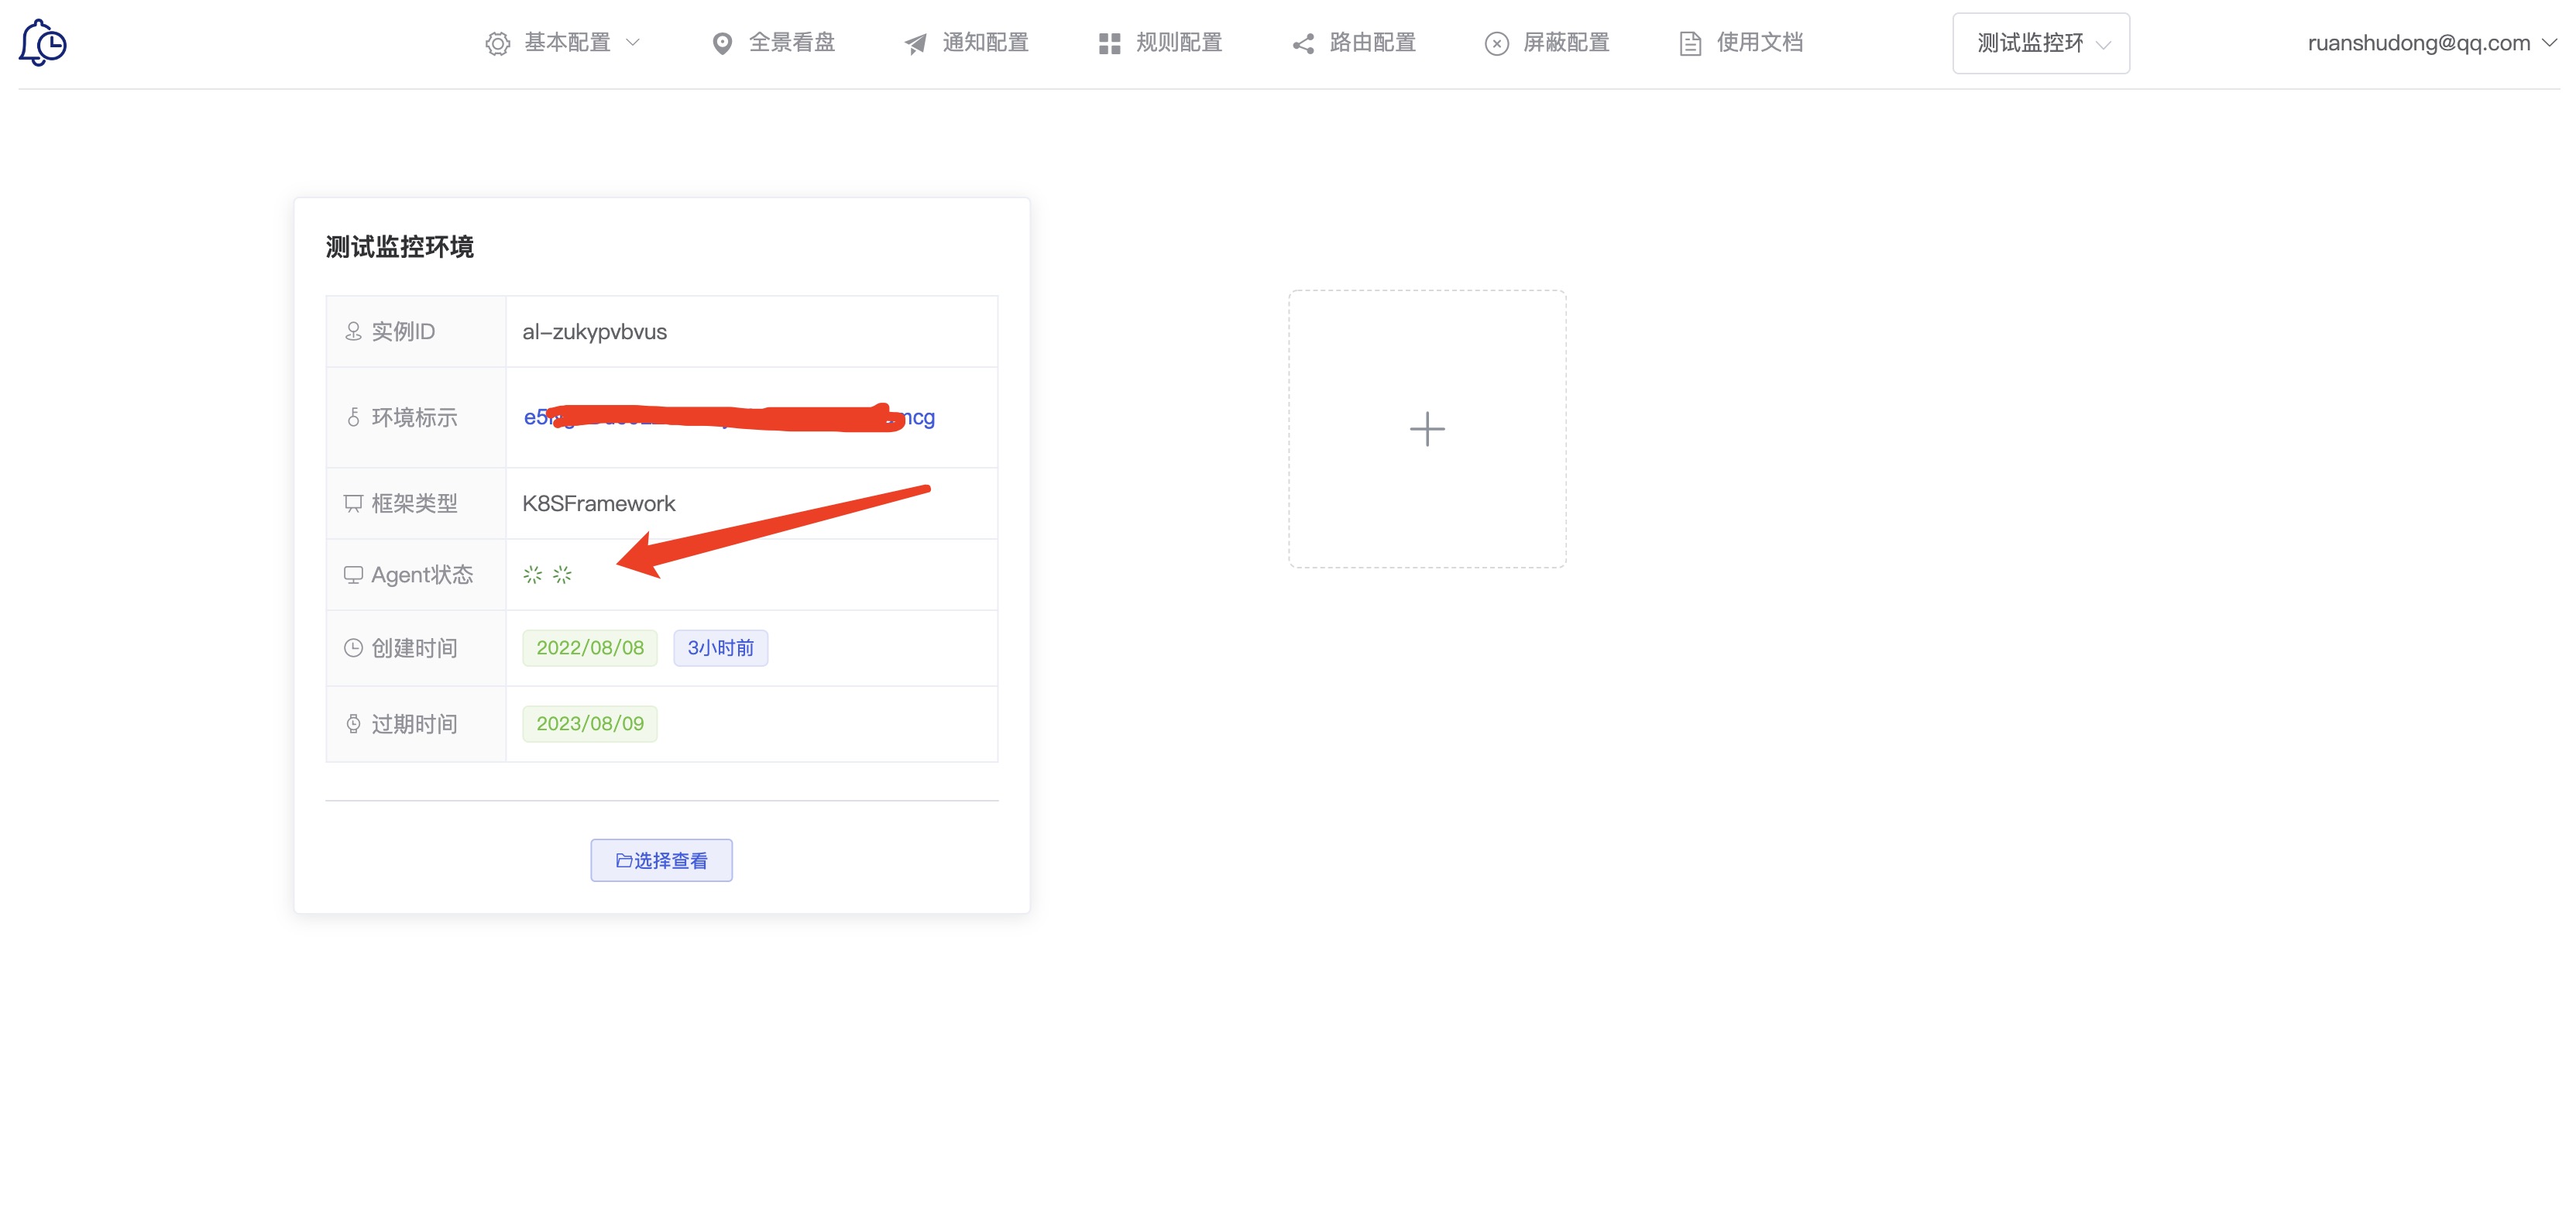 基本配置 全景看盘 通知配置 规则配置 路由配置 屏蔽配置 使用文档 测试监控环 ruanshudong@qq.com
测试监控环境
实例ID al-zukypvbvus
环境标示
框架类型 K8SFramework
Agent状态
创建时间 2022/08/08 3小时前
过期时间 2023/08/09
选择查看